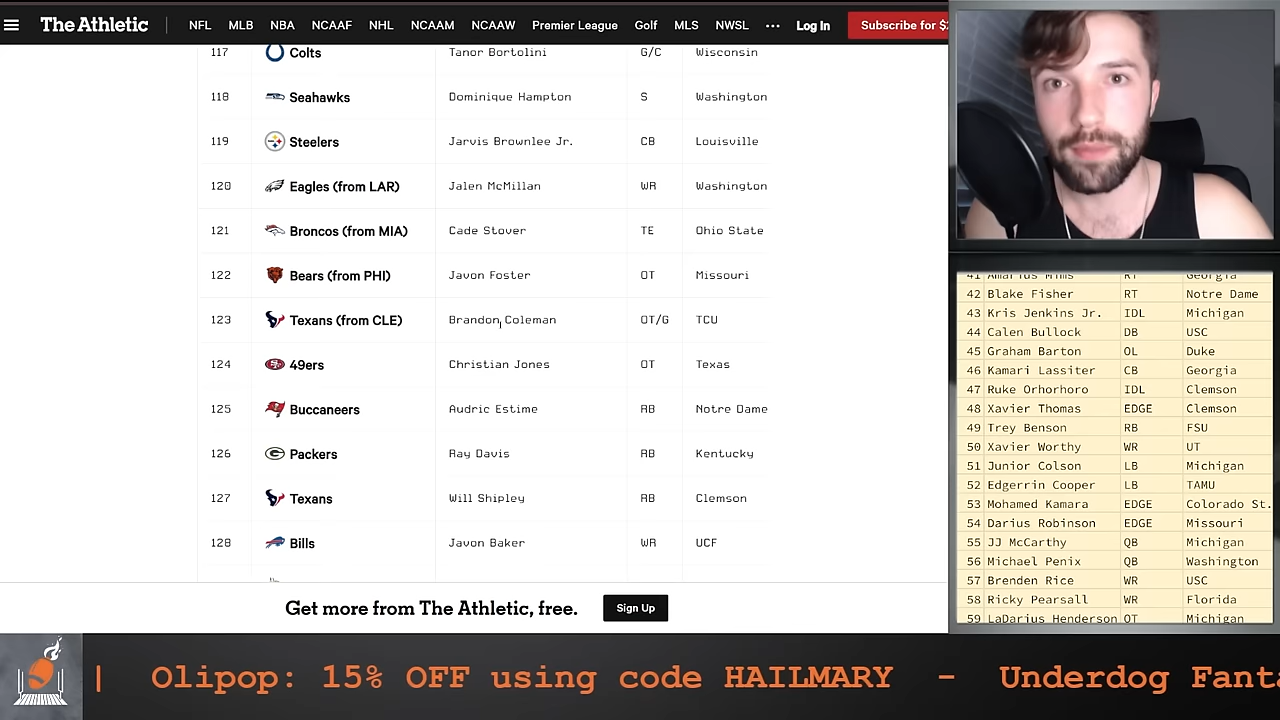 The Athletic NFL MLB NBA NCAAF NHL NCAAM NCAAW Premier League Golf MLS NWSL ••• Log In Subscribe for $2
117 Colts Tanor Bortolini G/C Wisconsin
118 Seahawks Dominique Hampton S Washington
119 Steelers Jarvis Brownlee Jr. CB Louisville
120 Eagles (from LAR) Jalen McMillan WR Washington
121 Broncos (from MIA) Cade Stover TE Ohio State
122 Bears (from PHI) Javon Foster OT Missouri
123 Texans (from CLE) Brandon Coleman OT/G TCU
124 49ers Christian Jones OT Texas
125 Buccaneers Audric Estime RB Notre Dame
126 Packers Ray Davis RB Kentucky
127 Texans Will Shipley RB Clemson
128 Bills Javon Baker WR UCF
Get more from The Athletic, free. Sign Up
41 Amarius Mims RT Georgia
42 Blake Fisher RT Notre Dame
43 Kris Jenkins Jr. IDL Michigan
44 Calen Bullock DB USC
45 Graham Barton OL Duke
46 Kamari Lassiter CB Georgia
47 Ruke Orhorhoro IDL Clemson
48 Xavier Thomas EDGE Clemson
49 Trey Benson RB FSU
50 Xavier Worthy WR UT
51 Junior Colson LB Michigan
52 Edgerrin Cooper LB TAMU
53 Mohamed Kamara EDGE Colorado St.
54 Darius Robinson EDGE Missouri
55 JJ McCarthy QB Michigan
56 Michael Penix QB Washington
57 Brenden Rice WR USC
58 Ricky Pearsall WR Florida
59 LaDarius Henderson OT Michigan
| Olipop: 15% OFF using code HAILMARY - Underdog Fanta